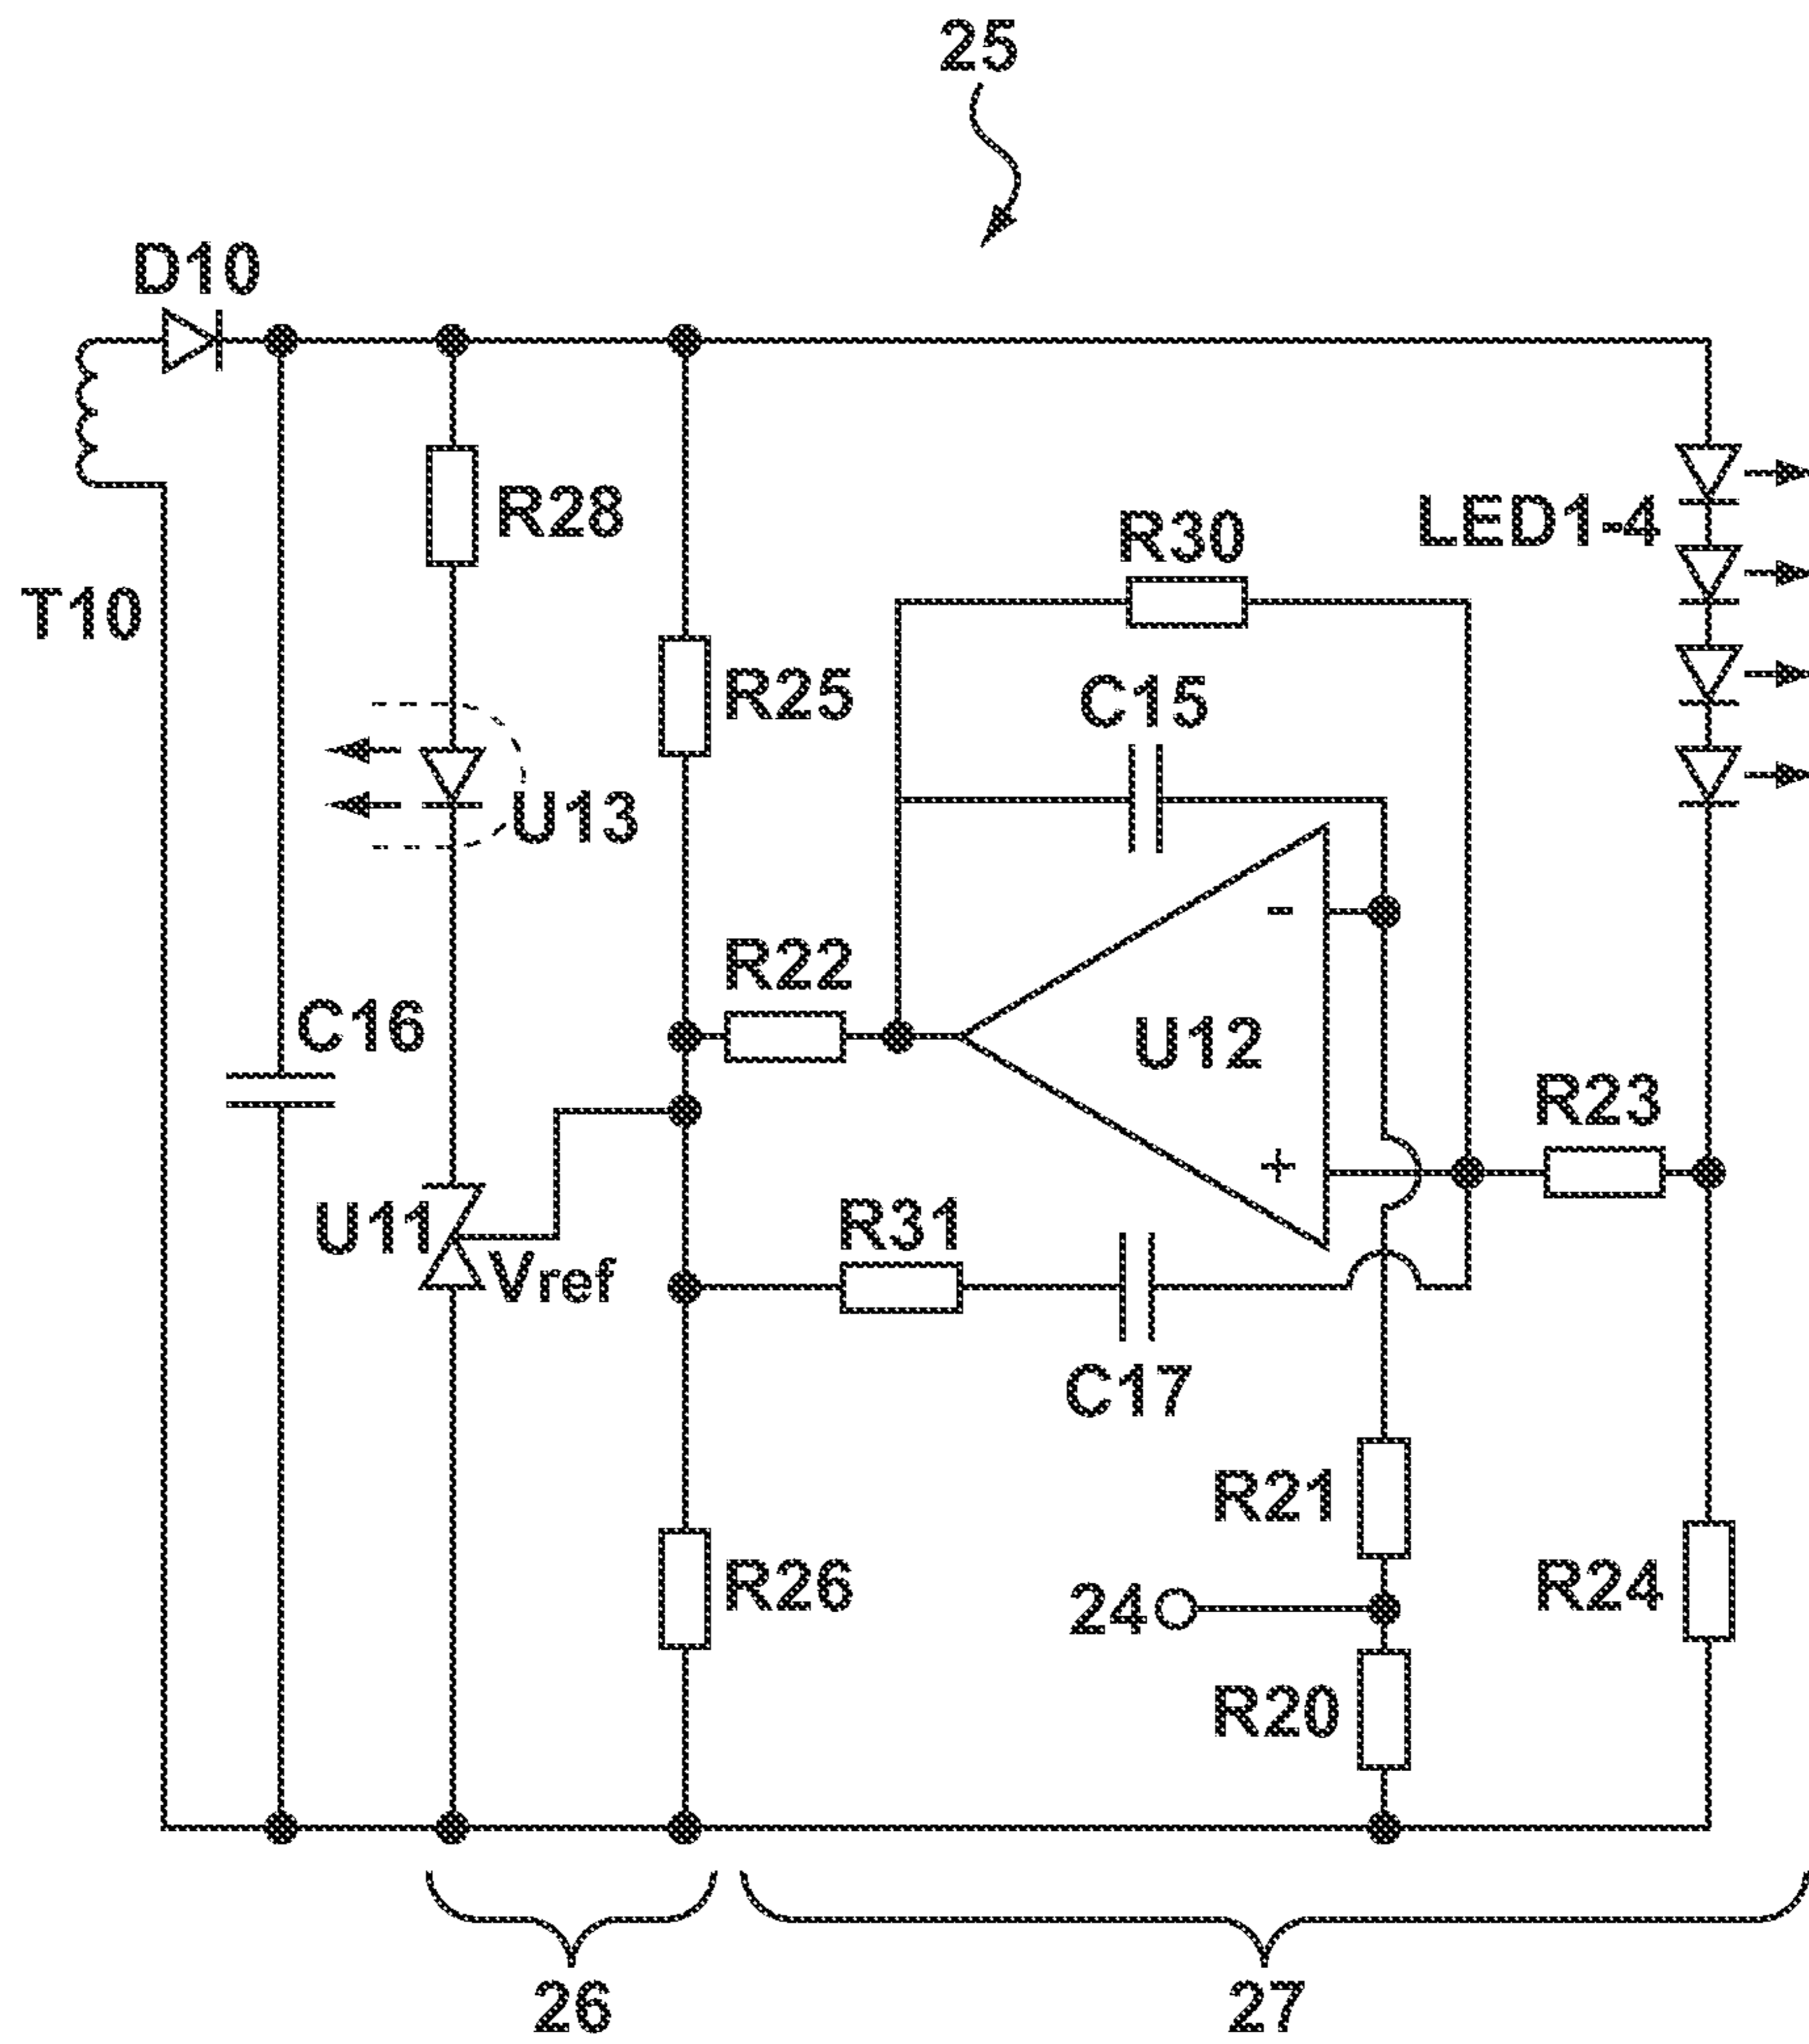 25
D10
R28
LED1-4
R30
T10
R25
C15
U13
R22
C16
U12
R23
U11
R31
Vref
C17
R21
R26
24
R24
R20
26
27
-
+